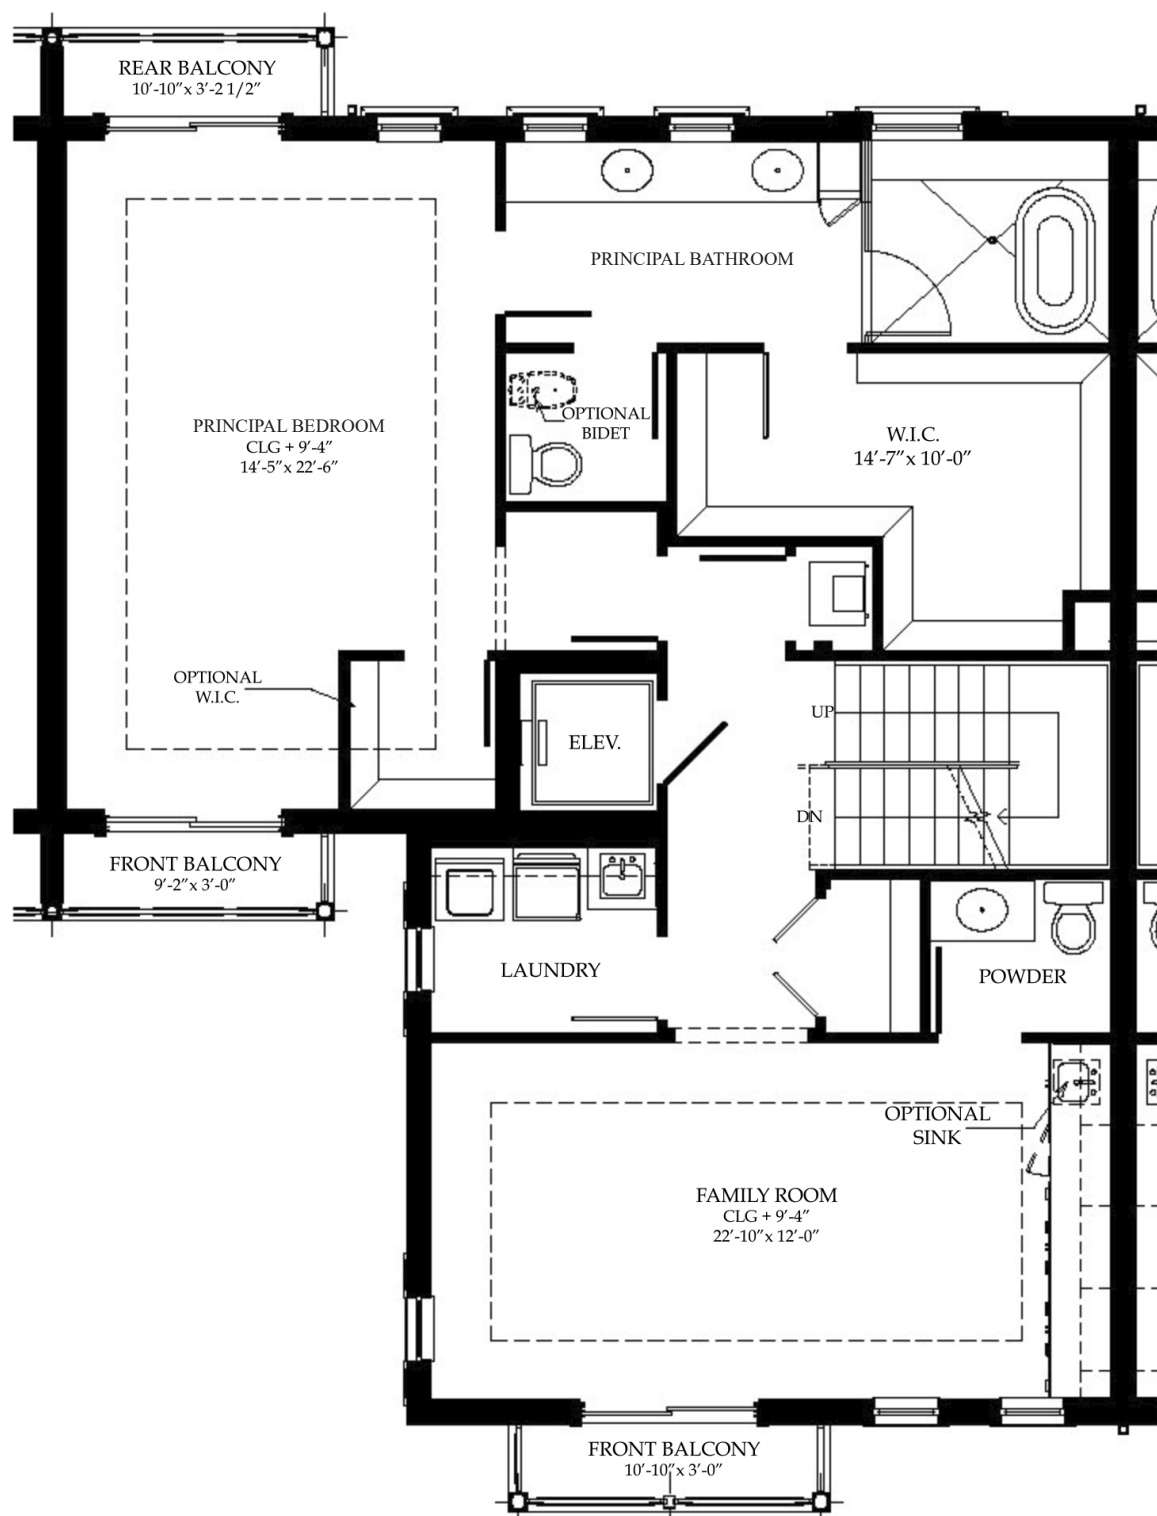 REAR BALCONY
10'-10" x 3'-2 1/2"
PRINCIPAL BATHROOM
PRINCIPAL BEDROOM
CLG + 9'-4"
14'-5" x 22'-6"
OPTIONAL
BIDET
W.I.C.
14'-7" x 10'-0"
OPTIONAL
W.I.C.
ELEV.
UP
DN
FRONT BALCONY
9'-2" x 3'-0"
LAUNDRY
POWDER
OPTIONAL
SINK
FAMILY ROOM
CLG + 9'-4"
22'-10" x 12'-0"
FRONT BALCONY
10'-10" x 3'-0"